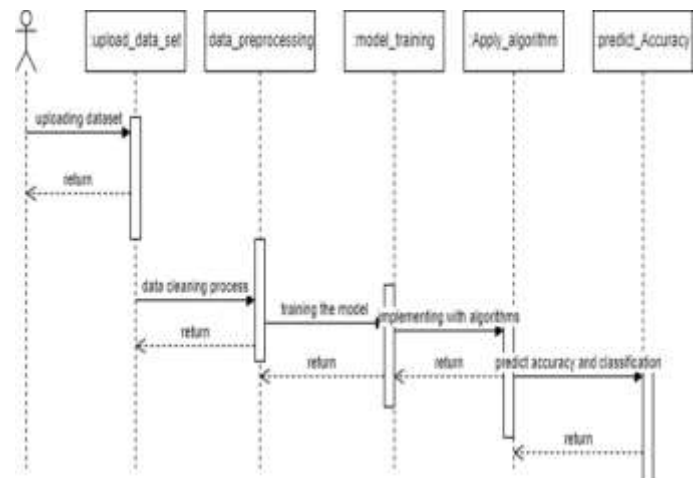 :upload_data_set
:data_preprocessing
:model_training
:Apply_algorithm
:predict_Accuracy
uploading dataset
return
data cleaning process
training the model
implementing with algorithms
return
return
return
predict accuracy and classification
return